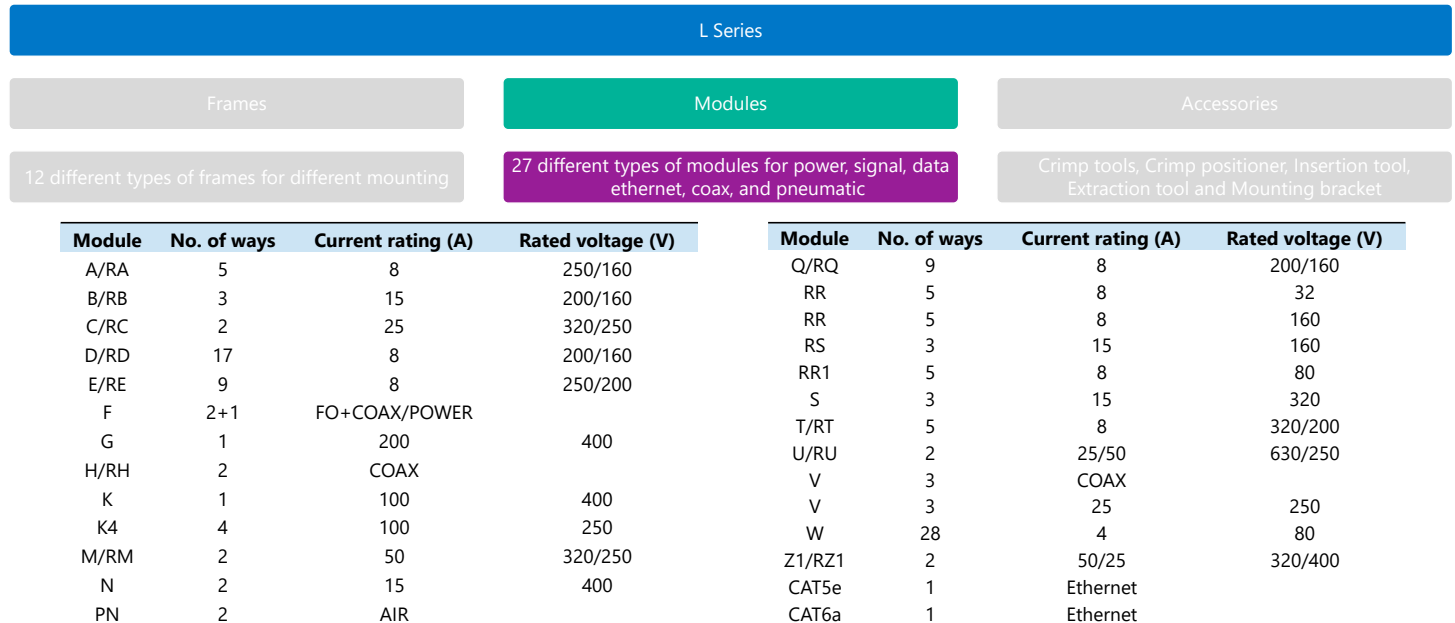 L Series
Frames
Modules
Accessories
12 different types of frames for different mounting
27 different types of modules for power, signal, data
ethernet, coax, and pneumatic
Crimp tools, Crimp positioner, Insertion tool,
Extraction tool and Mounting bracket
Module No. of ways Current rating (A) Rated voltage (V)
A/RA 5 8 250/160
B/RB 3 15 200/160
C/RC 2 25 320/250
D/RD 17 8 200/160
E/RE 9 8 250/200
F 2+1 FO+COAX/POWER
G 1 200 400
H/RH 2 COAX
K 1 100 400
K4 4 100 250
M/RM 2 50 320/250
N 2 15 400
PN 2 AIR
Module No. of ways Current rating (A) Rated voltage (V)
Q/RQ 9 8 200/160
RR 5 8 32
RR 5 8 160
RS 3 15 160
RR1 5 8 80
S 3 15 320
T/RT 5 8 320/200
U/RU 2 25/50 630/250
V 3 COAX
V 3 25 250
W 28 4 80
Z1/RZ1 2 50/25 320/400
CAT5e 1 Ethernet
CAT6a 1 Ethernet